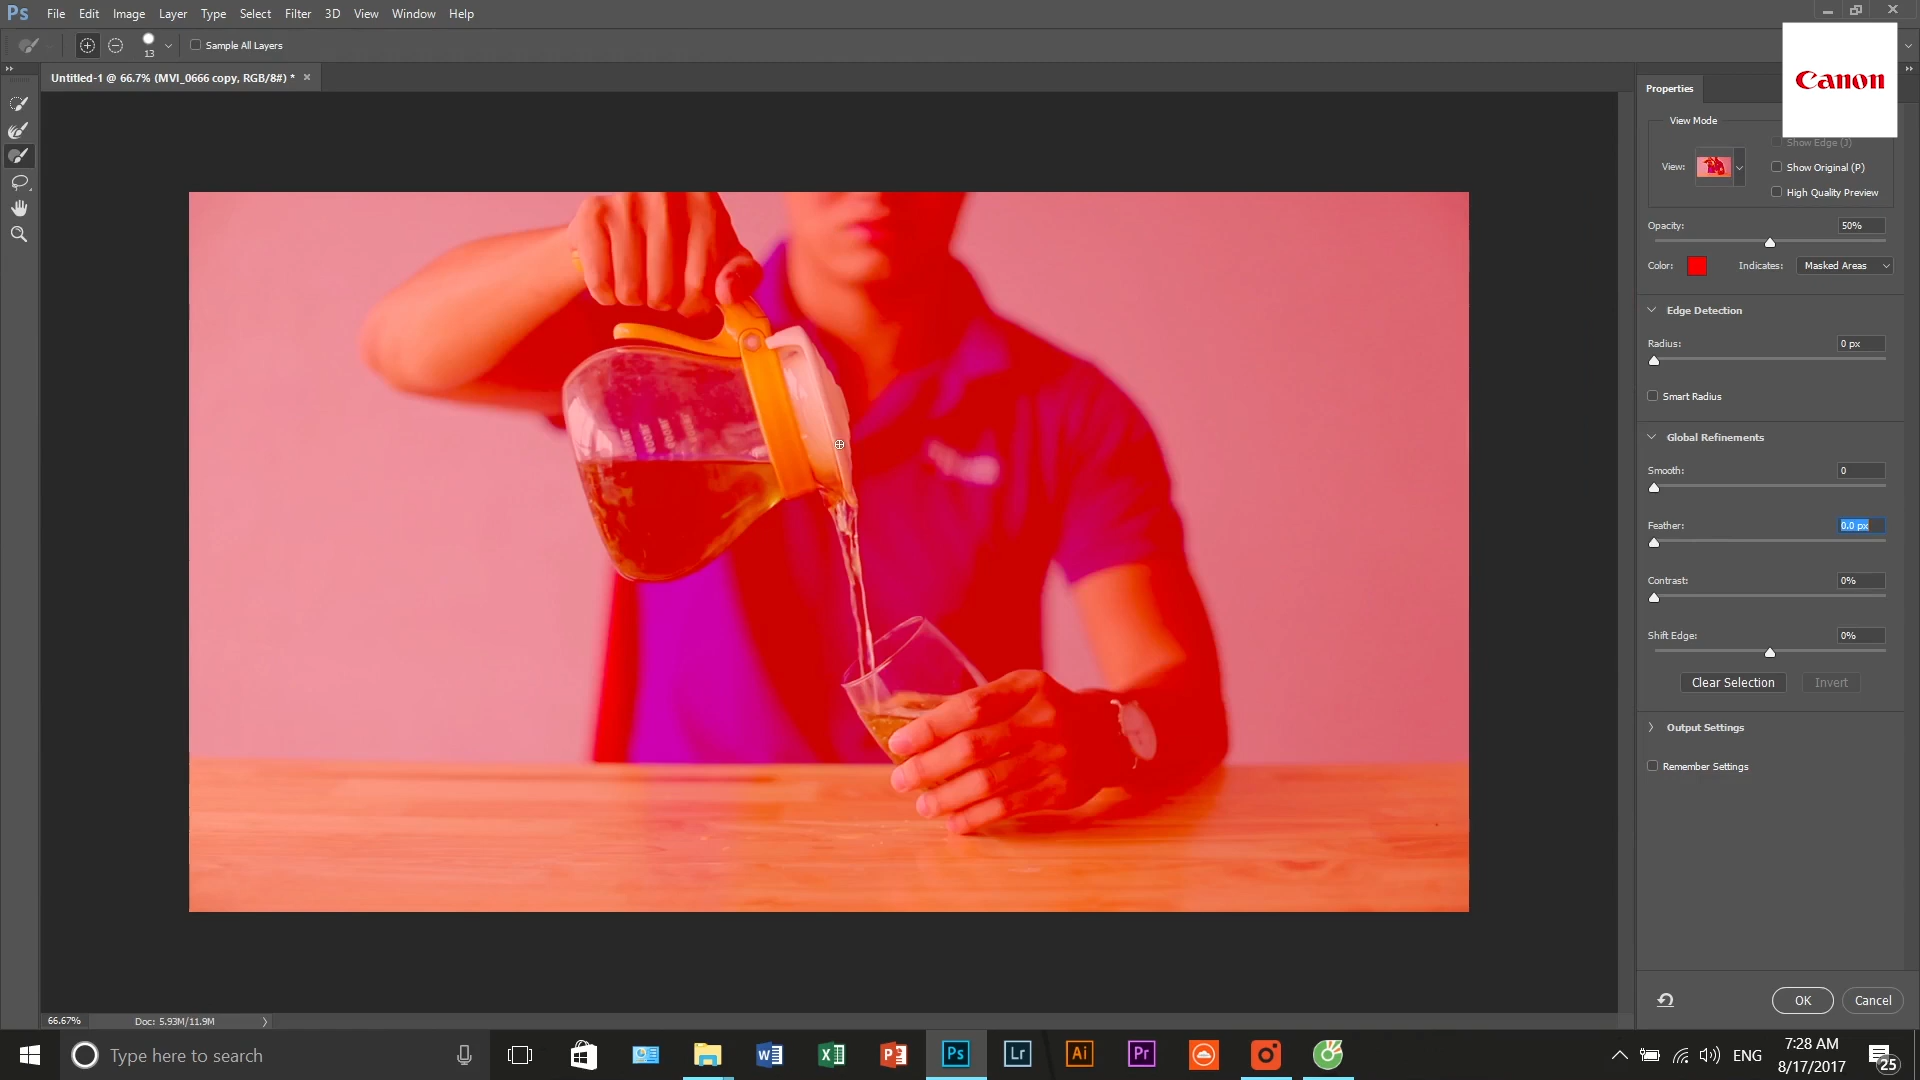 Ps File Edit Image Layer Type Select Filter 3D View Window Help
13 Sample All Layers
Untitled-1 @ 66.7% (MVI_0666 copy, RGB/8#) *
Canon
Properties
View Mode
Show Edge (J)
View: Show Original (P)
High Quality Preview
Opacity: 50%
Color: Indicates: Masked Areas
Edge Detection
Radius: 0 px
Smart Radius
Global Refinements
Smooth: 0
Feather: 0.0 px
Contrast: 0%
Shift Edge: 0%
Clear Selection Invert
Output Settings
Remember Settings
OK Cancel
66.67% Doc: 5.93M/11.9M
Type here to search
Ps Lr Ai Pr
ENG
7:28 AM
8/17/2017
25